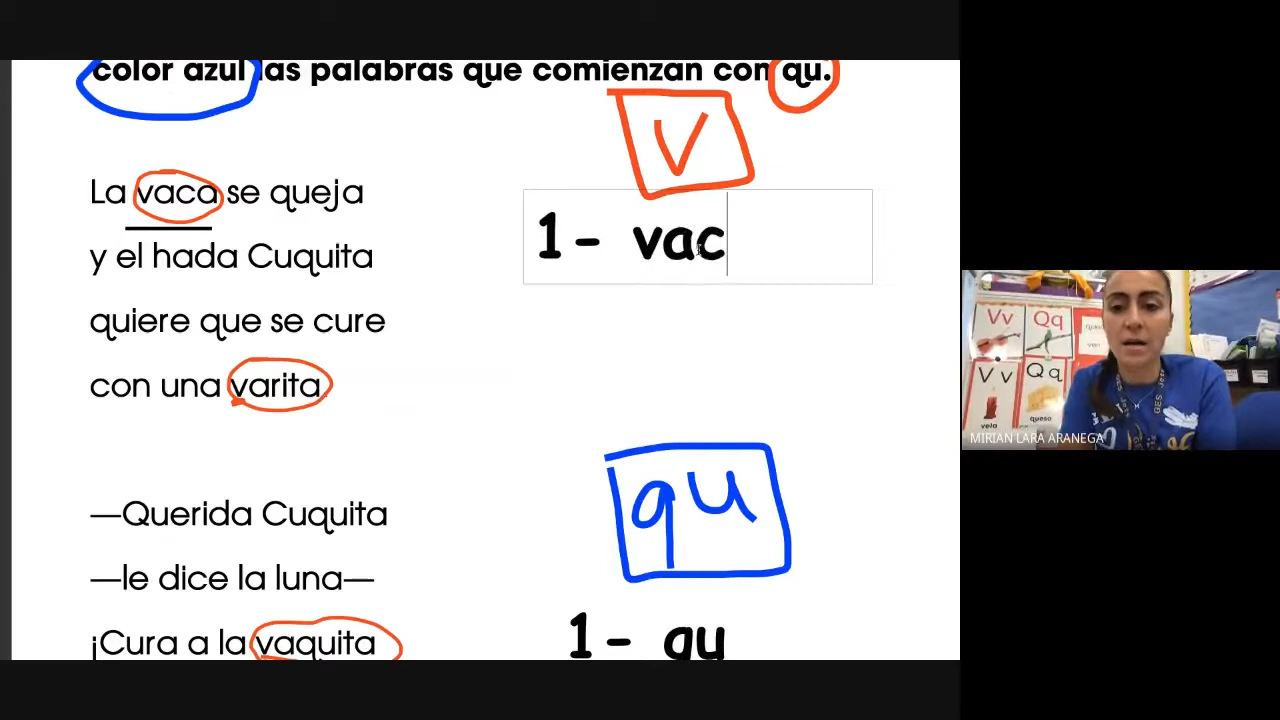 color azul las palabras que comienzan con qu.
V
La vaca se queja
y el hada Cuquita
quiere que se cure
con una varita.
1- vac
qu
—Querida Cuquita
—le dice la luna—
¡Cura a la vaquita
1- qu
Vv
Qq
V v
Q q
vela
queso
MIRIAN LARA ARANEGA